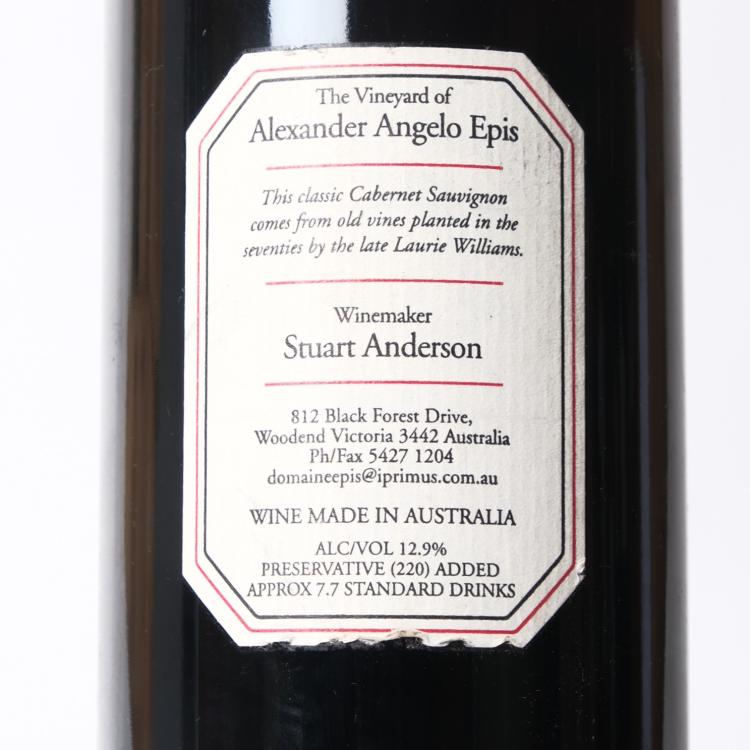 The Vineyard of
Alexander Angelo Epis
This classic Cabernet Sauvignon
comes from old vines planted in the
seventies by the late Laurie Williams.
Winemaker
Stuart Anderson
812 Black Forest Drive,
Woodend Victoria 3442 Australia
Ph/Fax 5427 1204
domaineepis@iprimus.com.au
WINE MADE IN AUSTRALIA
ALC/VOL 12.9%
PRESERVATIVE (220) ADDED
APPROX 7.7 STANDARD DRINKS